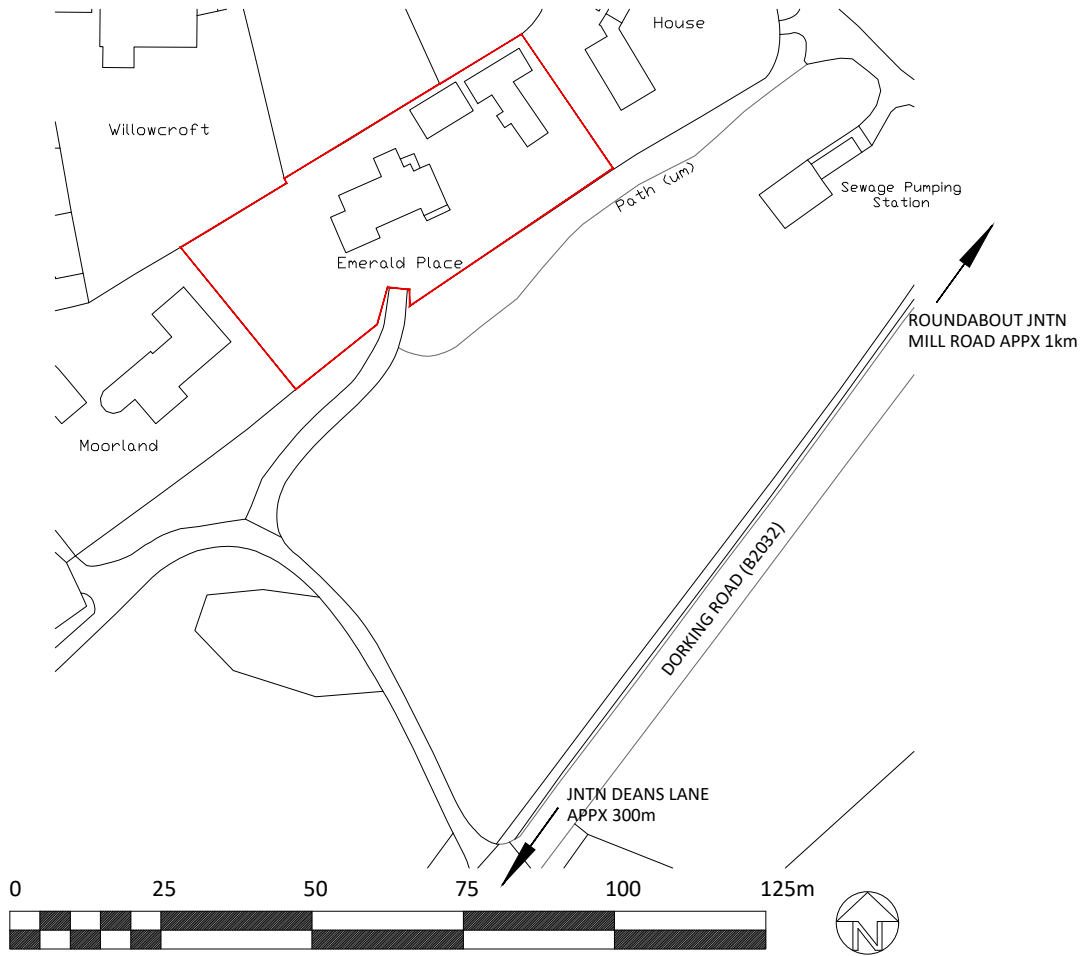 House
Willowcroft
Path (um)
Sewage Pumping
Station
Emerald Place
ROUNDABOUT JNTN
MILL ROAD APPX 1km
Moorland
DORKING ROAD (B2032)
JNTN DEANS LANE
APPX 300m
0 25 50 75 100 125m
N